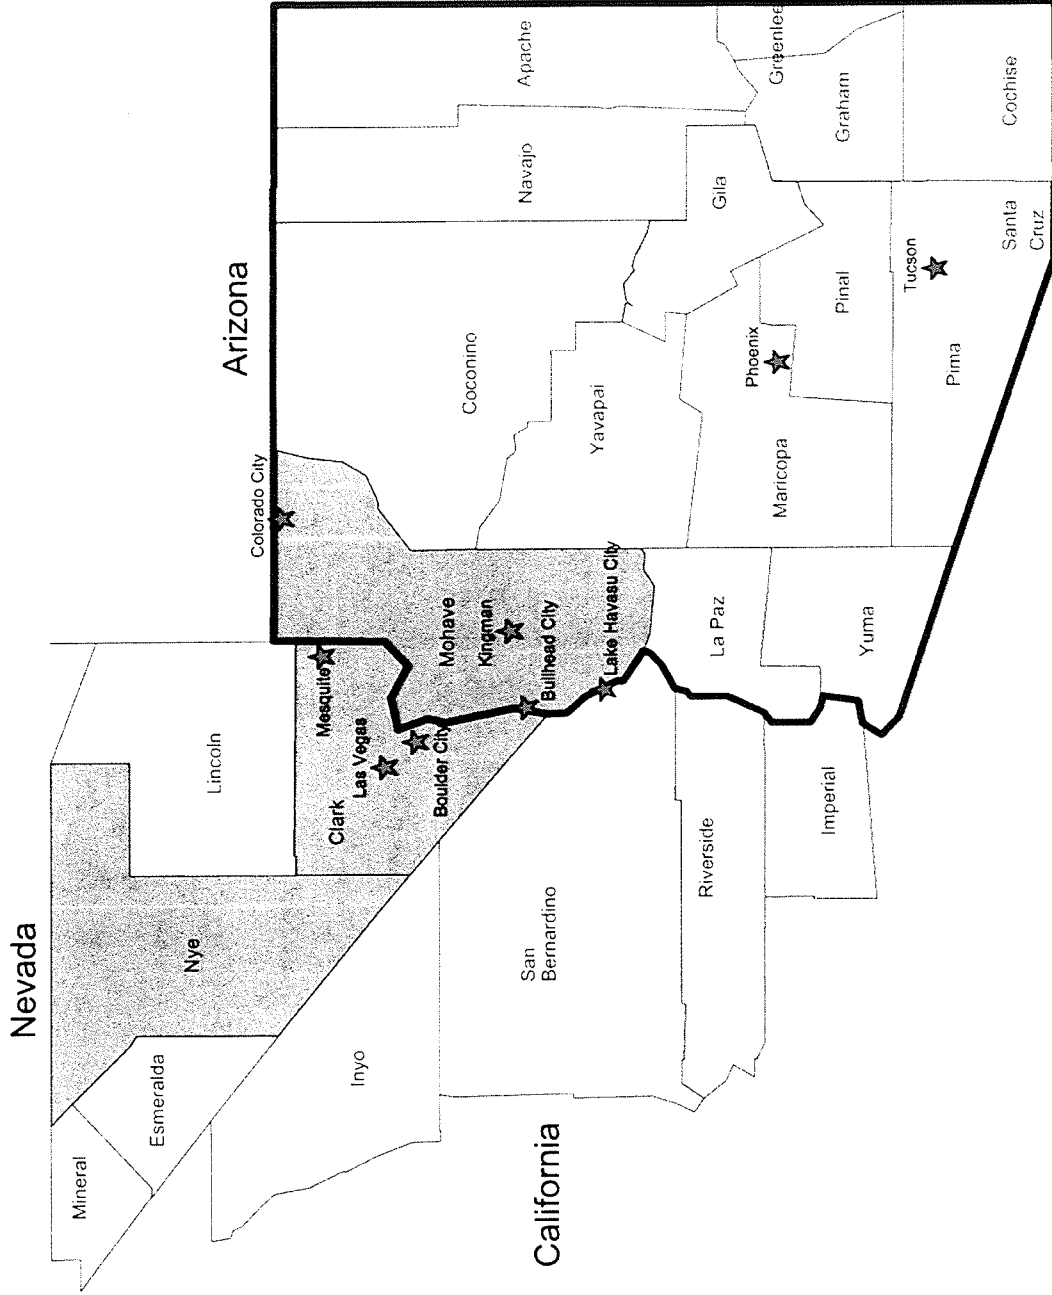 Nevada
Arizona
California
Mineral
Esmeralda
Nye
Lincoln
Clark
Mesquite
Las Vegas
Boulder City
Inyo
San
Bernardino
Riverside
Imperial
Colorado City
Mohave
Kingman
Bullhead City
Lake Havasu City
Coconino
Navajo
Apache
Yavapai
Gila
La Paz
Maricopa
Phoenix
Pinal
Graham
Greenlee
Yuma
Pima
Tucson
Santa
Cruz
Cochise